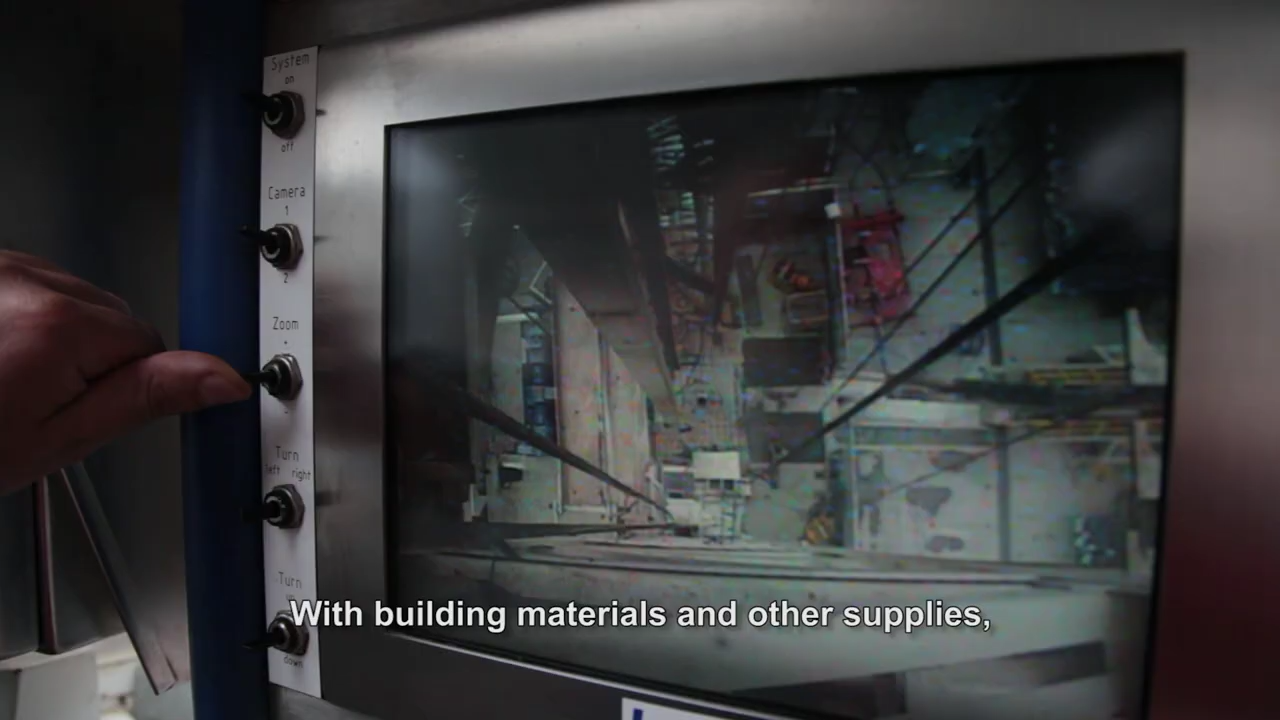 System
on
off
Camera
1
2
Zoom
+
-
Turn
left right
Turn
down
With building materials and other supplies,